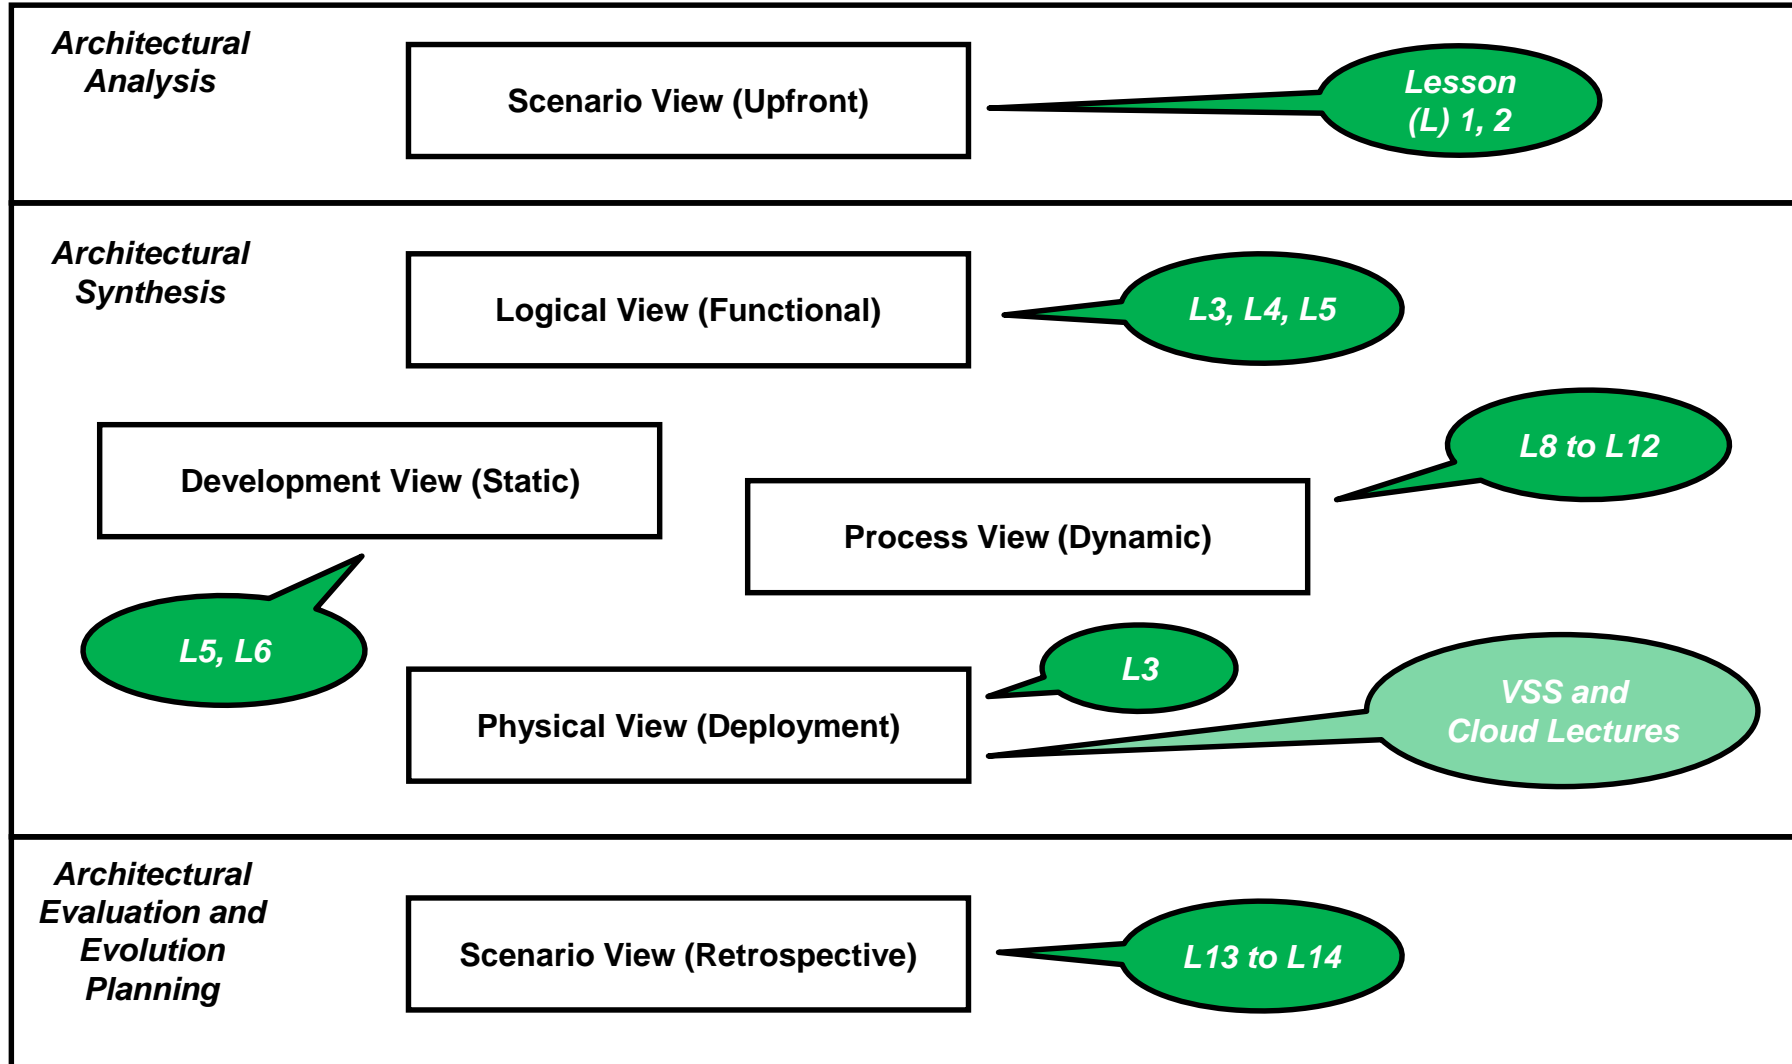 Architectural
Analysis
Scenario View (Upfront)
Lesson
(L) 1, 2
Architectural
Synthesis
Logical View (Functional)
L3, L4, L5
Development View (Static)
L8 to L12
Process View (Dynamic)
L5, L6
L3
Physical View (Deployment)
VSS and
Cloud Lectures
Architectural
Evaluation and
Evolution
Planning
Scenario View (Retrospective)
L13 to L14